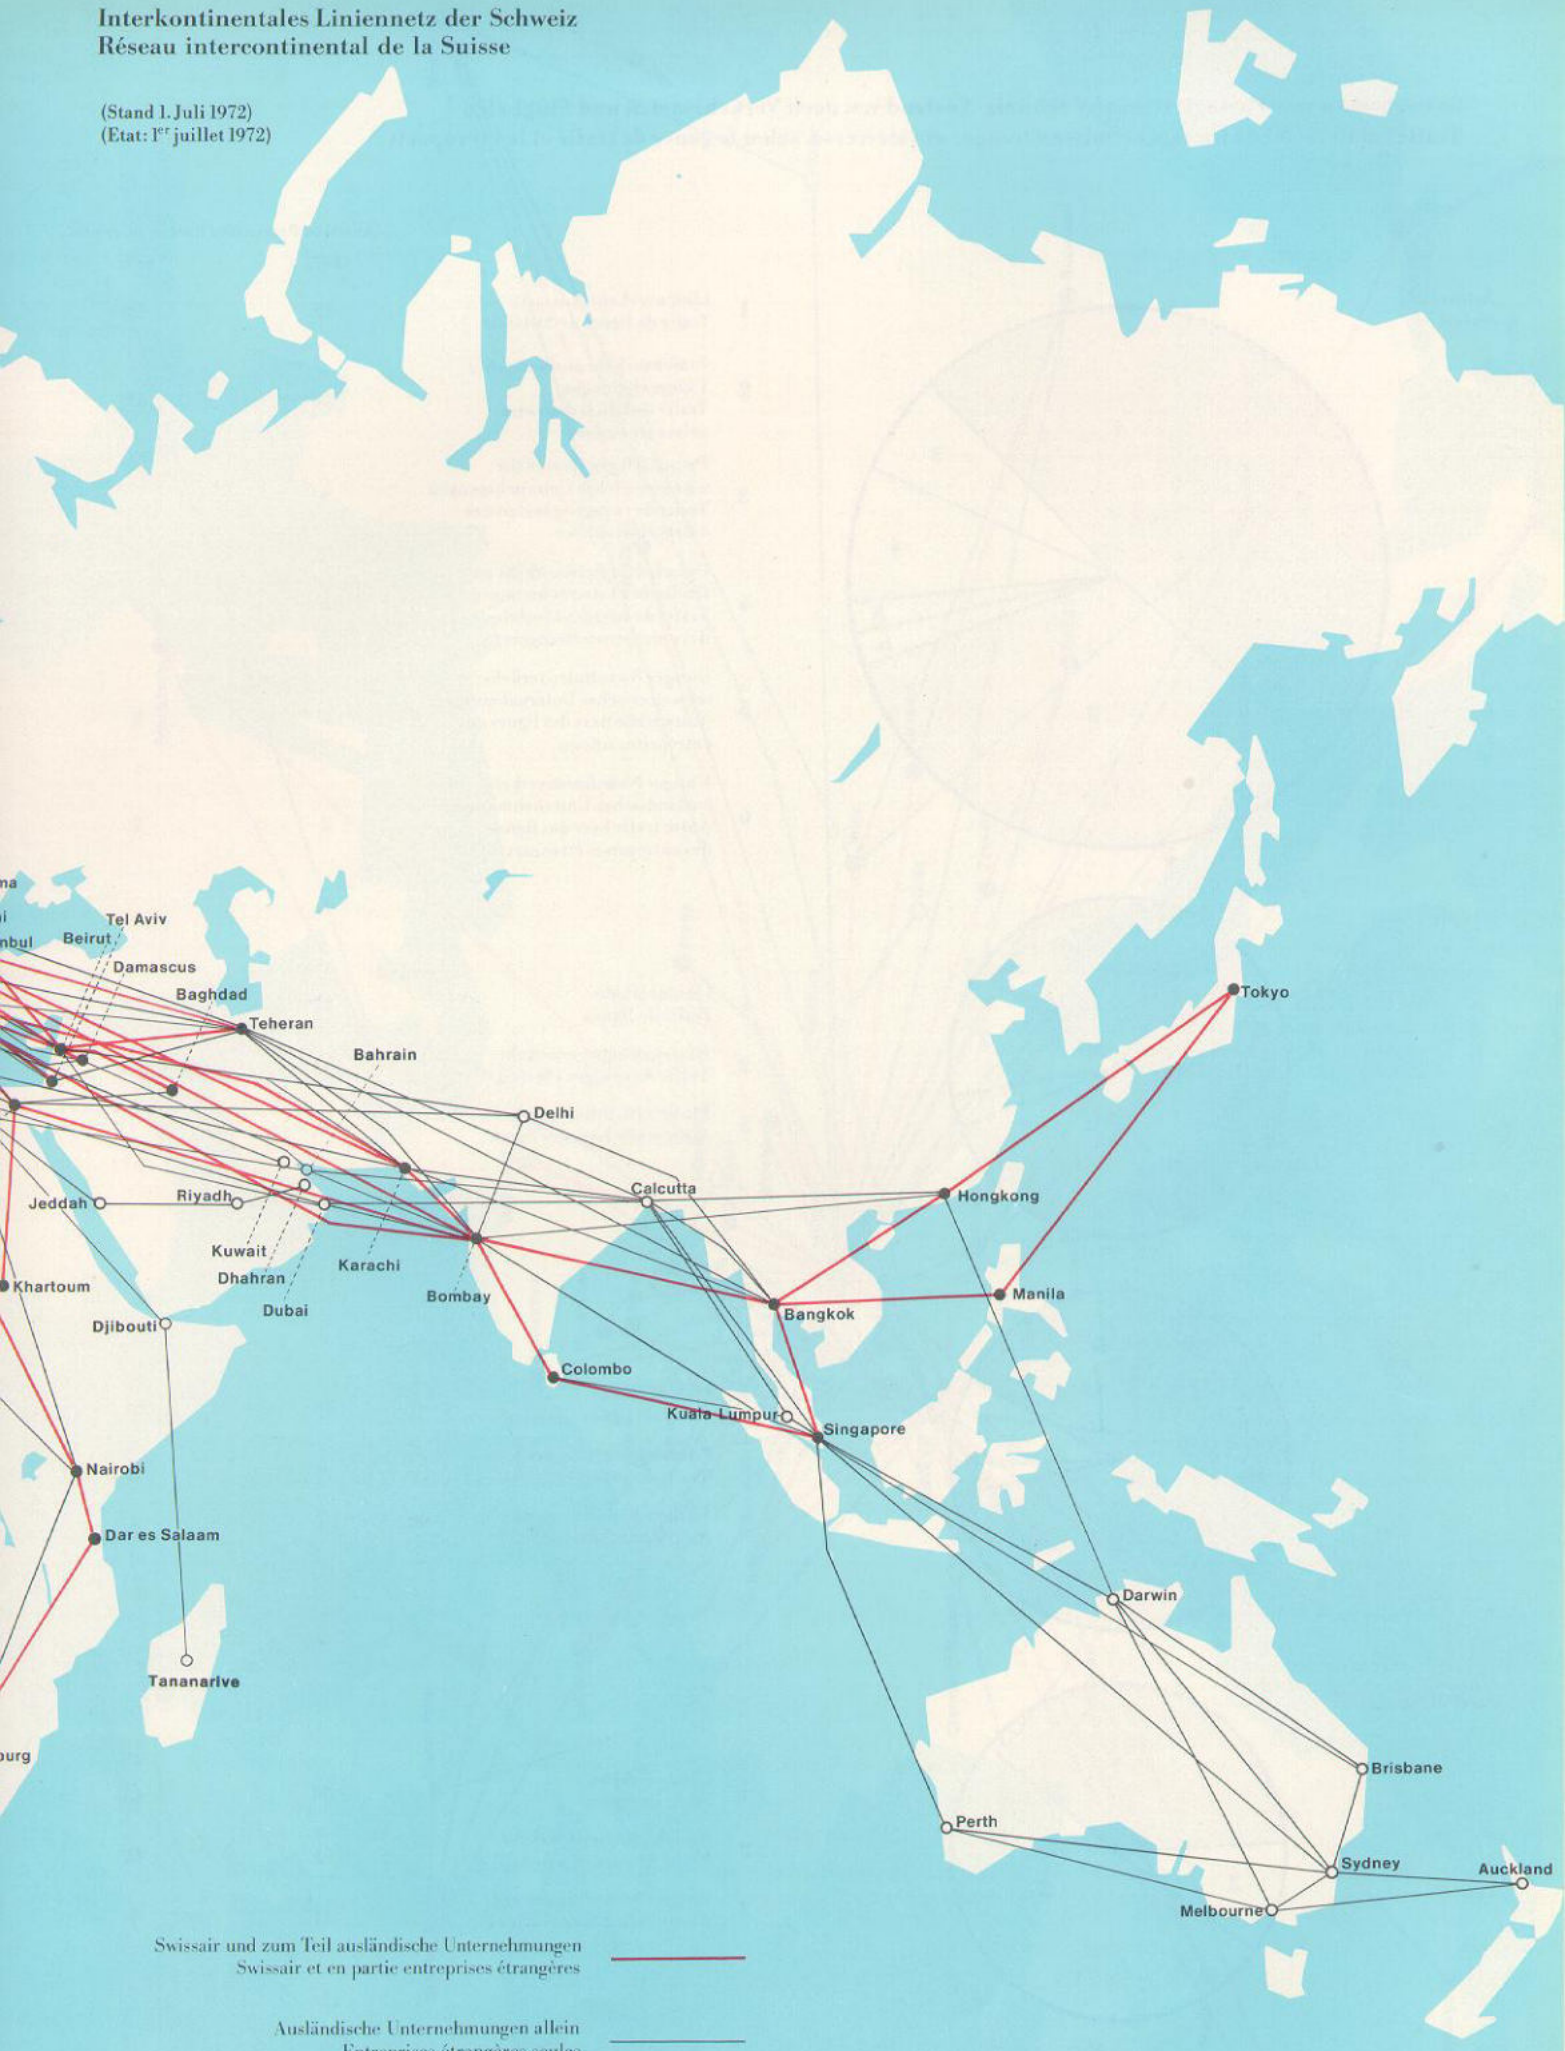 Interkontinentales Liniennetz der Schweiz
Réseau intercontinental de la Suisse
(Stand 1. Juli 1972)
(Etat: 1er juillet 1972)
Tel Aviv
Beirut
Damascus
Baghdad
Teheran
Bahrain
Delhi
Tokyo
Jeddah
Riyadh
Calcutta
Hongkong
Kuwait
Karachi
Dhahran
Khartoum
Bombay
Manila
Dubai
Bangkok
Djibouti
Colombo
Kuala Lumpur
Singapore
Nairobi
Dar es Salaam
Darwin
Tananarive
Brisbane
Perth
Sydney
Auckland
Melbourne
Swissair und zum Teil ausländische Unternehmungen
Swissair et en partie entreprises étrangères
Ausländische Unternehmungen allein
Entreprises étrangères seules